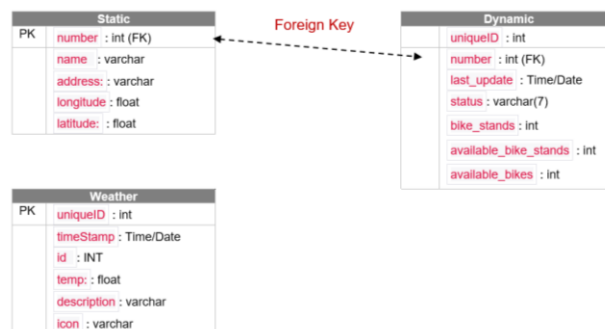 Static
PK number : int (FK)
name : varchar
address: : varchar
longitude : float
latitude: : float
Foreign Key
Dynamic
uniqueID : int
number : int (FK)
last_update : Time/Date
status : varchar(7)
bike_stands : int
available_bike_stands : int
available_bikes : int
Weather
PK uniqueID : int
timeStamp : Time/Date
id : INT
temp: : float
description : varchar
icon : varchar